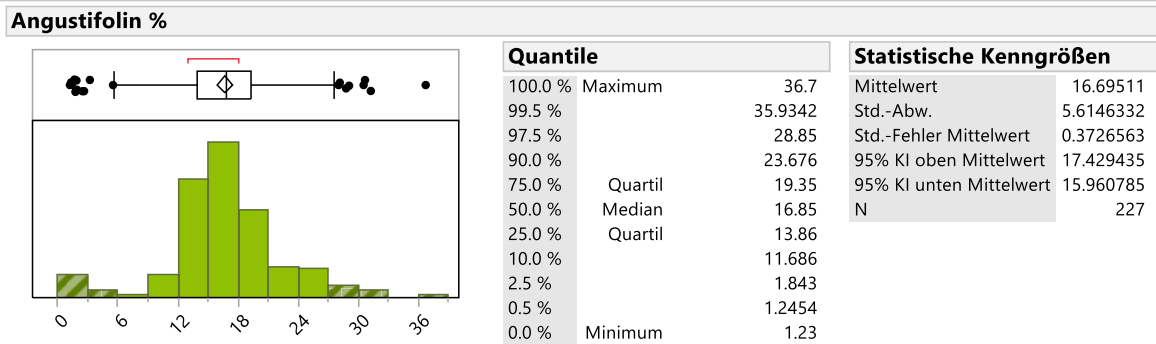 Angustifolin %
0 6 12 18 24 30 36
Quantile
100.0 % Maximum 36.7
99.5 % 35.9342
97.5 % 28.85
90.0 % 23.676
75.0 % Quartil 19.35
50.0 % Median 16.85
25.0 % Quartil 13.86
10.0 % 11.686
2.5 % 1.843
0.5 % 1.2454
0.0 % Minimum 1.23
Statistische Kenngrößen
Mittelwert 16.69511
Std.-Abw. 5.6146332
Std.-Fehler Mittelwert 0.3726563
95% KI oben Mittelwert 17.429435
95% KI unten Mittelwert 15.960785
N 227